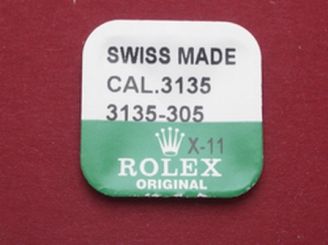 SWISS MADE
CAL.3135
3135-305
X-11
ROLEX
ORIGINAL